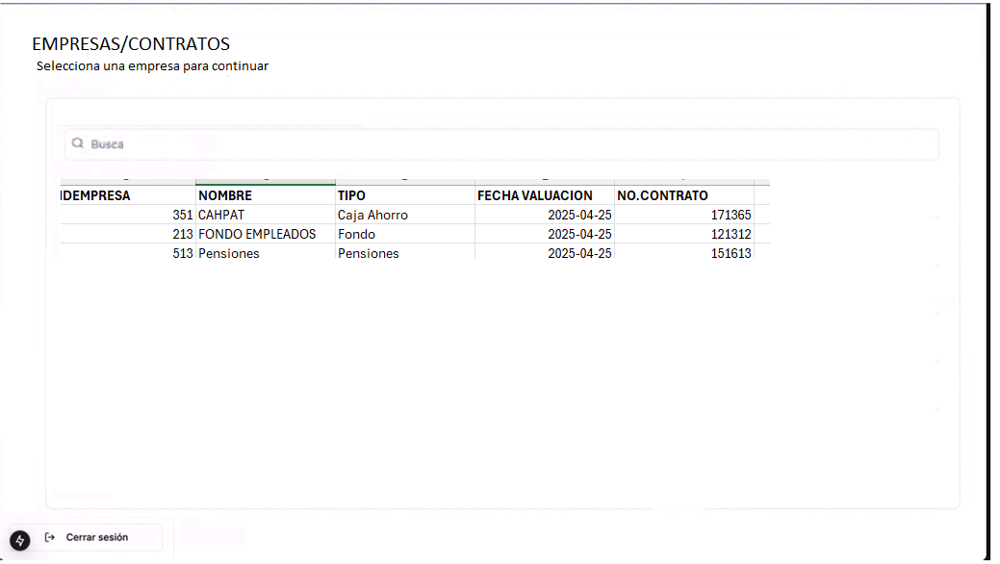 EMPRESAS/CONTRATOS
Selecciona una empresa para continuar
Busca
IDEMPRESA NOMBRE TIPO FECHA VALUACION NO.CONTRATO
351 CAHPAT Caja Ahorro 2025-04-25 171365
213 FONDO EMPLEADOS Fondo 2025-04-25 121312
513 Pensiones Pensiones 2025-04-25 151613
Cerrar sesión